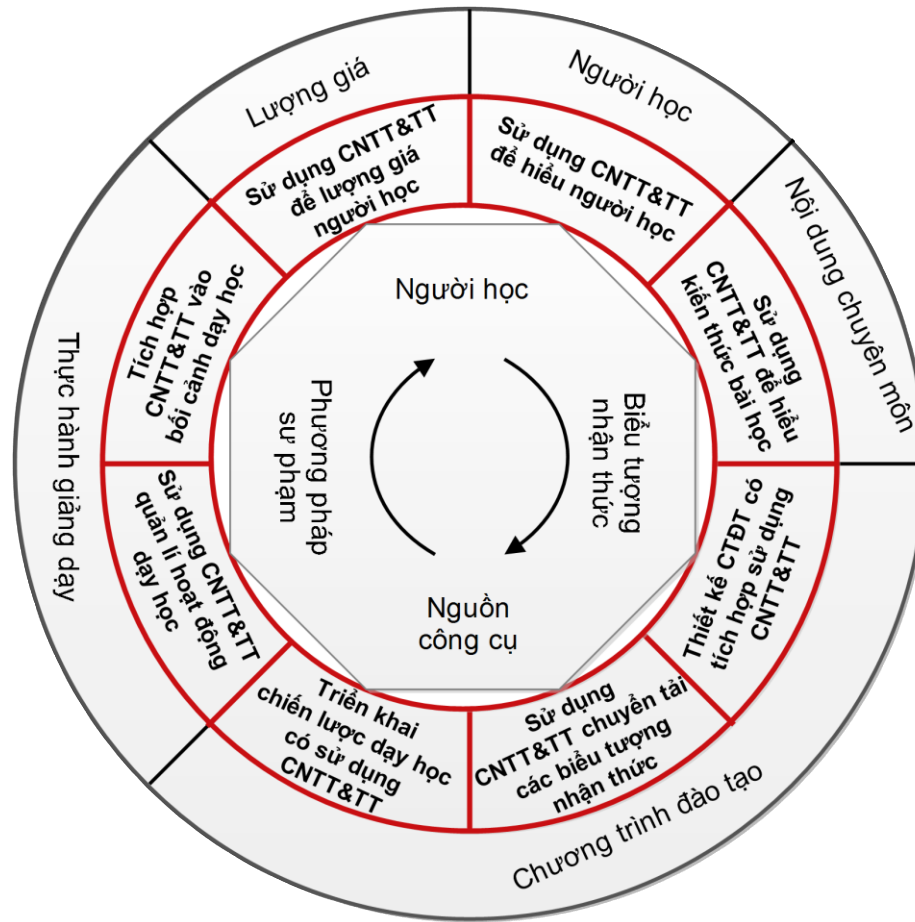 Lượng giá
Người học
Nội dung chuyên môn
Chương trình đào tạo
Thực hành giảng dạy
Sử dụng CNTT&TT
để lượng giá
người học
Sử dụng CNTT&TT
để hiểu người học
Sử dụng
CNTT&TT để hiểu
kiến thức bài học
Thiết kế CTĐT có
tích hợp sử dụng
CNTT&TT
Sử dụng
CNTT&TT chuyển tải
các biểu tượng
nhận thức
Triển khai
chiến lược dạy học
có sử dụng
CNTT&TT
Sử dụng CNTT&TT
quản lí hoạt động
dạy học
Tích hợp
CNTT&TT vào
bối cảnh dạy học
Người học
Biểu tượng
nhận thức
Nguồn
công cụ
Phương pháp
sư phạm